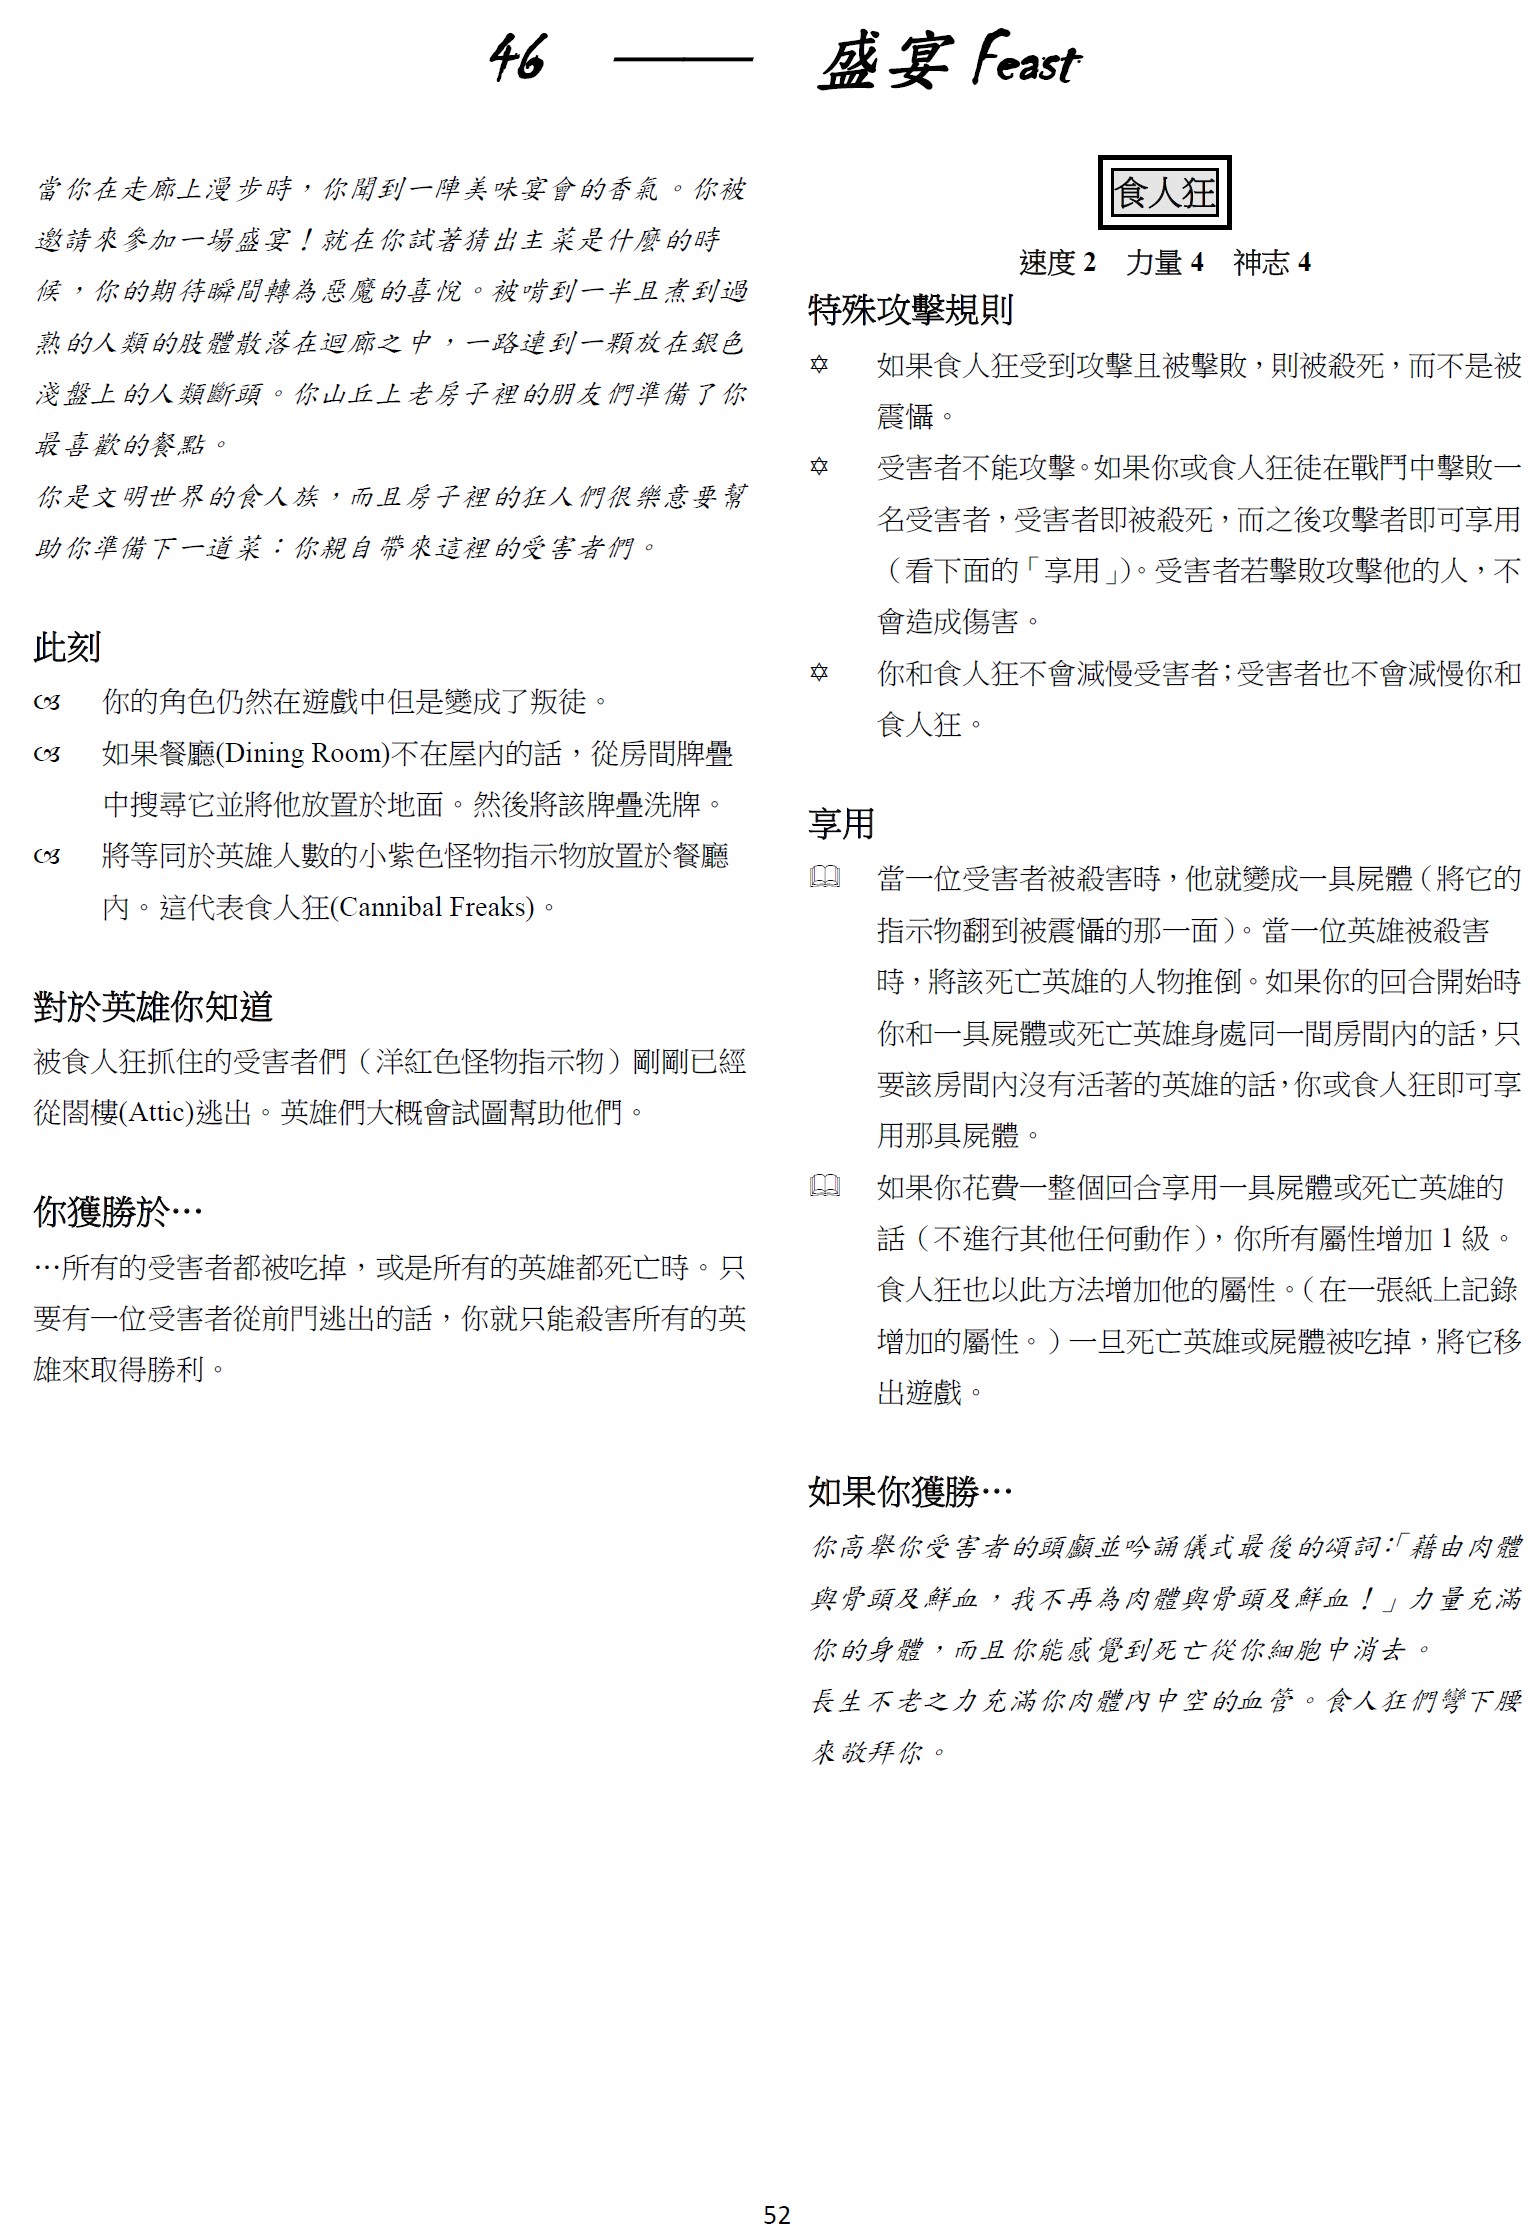 46 —— 盛宴 Feast
當你在走廊上漫步時，你聞到一陣美味宴會的香氣。你被
邀請來參加一場盛宴！就在你試著猜出主菜是什麼的時
候，你的期待瞬間轉為惡魔的喜悅。被啃到一半且煮到過
熟的人類的肢體散落在迴廊之中，一路連到一顆放在銀色
淺盤上的人類斷頭。你山丘上老房子裡的朋友們準備了你
最喜歡的餐點。
你是文明世界的食人族，而且房子裡的狂人們很樂意要幫
助你準備下一道菜：你親自帶來這裡的受害者們。
此刻
你的角色仍然在遊戲中但是變成了叛徒。
如果餐廳(Dining Room)不在屋內的話，從房間牌疊
中搜尋它並將他放置於地面。然後將該牌疊洗牌。
將等同於英雄人數的小紫色怪物指示物放置於餐廳
內。這代表食人狂(Cannibal Freaks)。
對於英雄你知道
被食人狂抓住的受害者們（洋紅色怪物指示物）剛剛已經
從閣樓(Attic)逃出。英雄們大概會試圖幫助他們。
你獲勝於…
…所有的受害者都被吃掉，或是所有的英雄都死亡時。只
要有一位受害者從前門逃出的話，你就只能殺害所有的英
雄來取得勝利。
食人狂
速度 2 力量 4 神志 4
特殊攻擊規則
✡ 如果食人狂受到攻擊且被擊敗，則被殺死，而不是被
震懾。
✡ 受害者不能攻擊。如果你或食人狂徒在戰鬥中擊敗一
名受害者，受害者即被殺死，而之後攻擊者即可享用
（看下面的「享用」）。受害者若擊敗攻擊他的人，不
會造成傷害。
✡ 你和食人狂不會減慢受害者；受害者也不會減慢你和
食人狂。
享用
當一位受害者被殺害時，他就變成一具屍體（將它的
指示物翻到被震懾的那一面）。當一位英雄被殺害
時，將該死亡英雄的人物推倒。如果你的回合開始時
你和一具屍體或死亡英雄身處同一間房間內的話，只
要該房間內沒有活著的英雄的話，你或食人狂即可享
用那具屍體。
如果你花費一整個回合享用一具屍體或死亡英雄的
話（不進行其他任何動作），你所有屬性增加 1 級。
食人狂也以此方法增加他的屬性。（在一張紙上記錄
增加的屬性。）一旦死亡英雄或屍體被吃掉，將它移
出遊戲。
如果你獲勝…
你高舉你受害者的頭顱並吟誦儀式最後的頌詞：「藉由肉體
與骨頭及鮮血，我不再為肉體與骨頭及鮮血！」力量充滿
你的身體，而且你能感覺到死亡從你細胞中消去。
長生不老之力充滿你肉體內中空的血管。食人狂們彎下腰
來敬拜你。
52